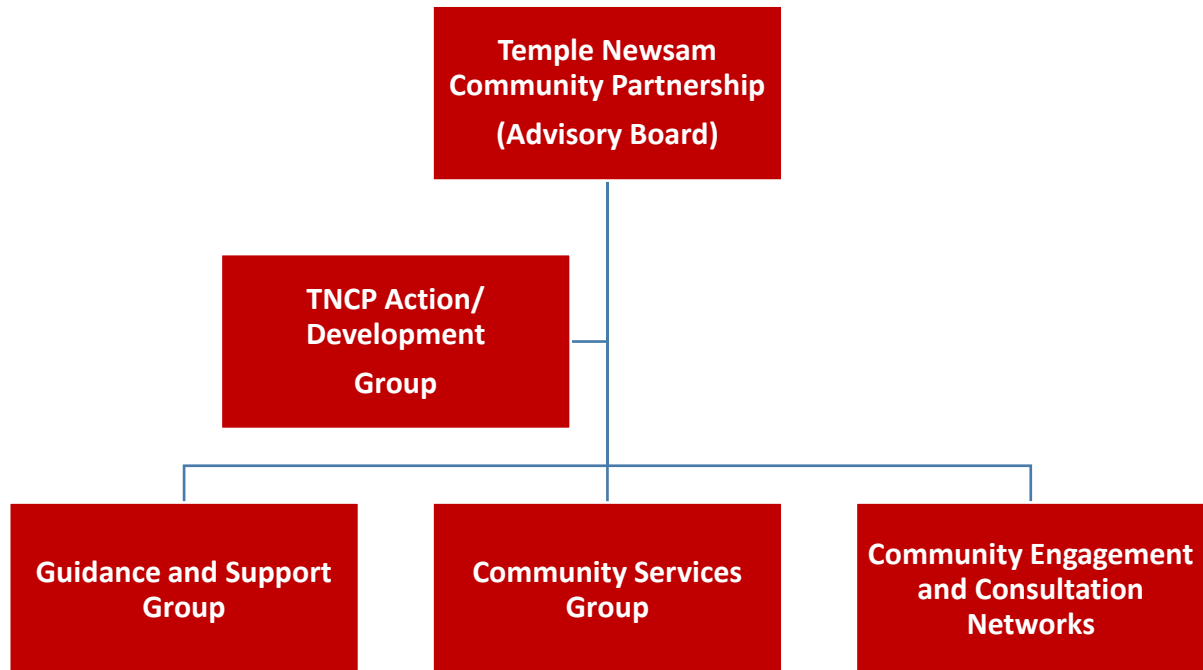 Temple Newsam
Community Partnership
(Advisory Board)
TNCP Action/
Development
Group
Guidance and Support
Group
Community Services
Group
Community Engagement
and Consultation
Networks